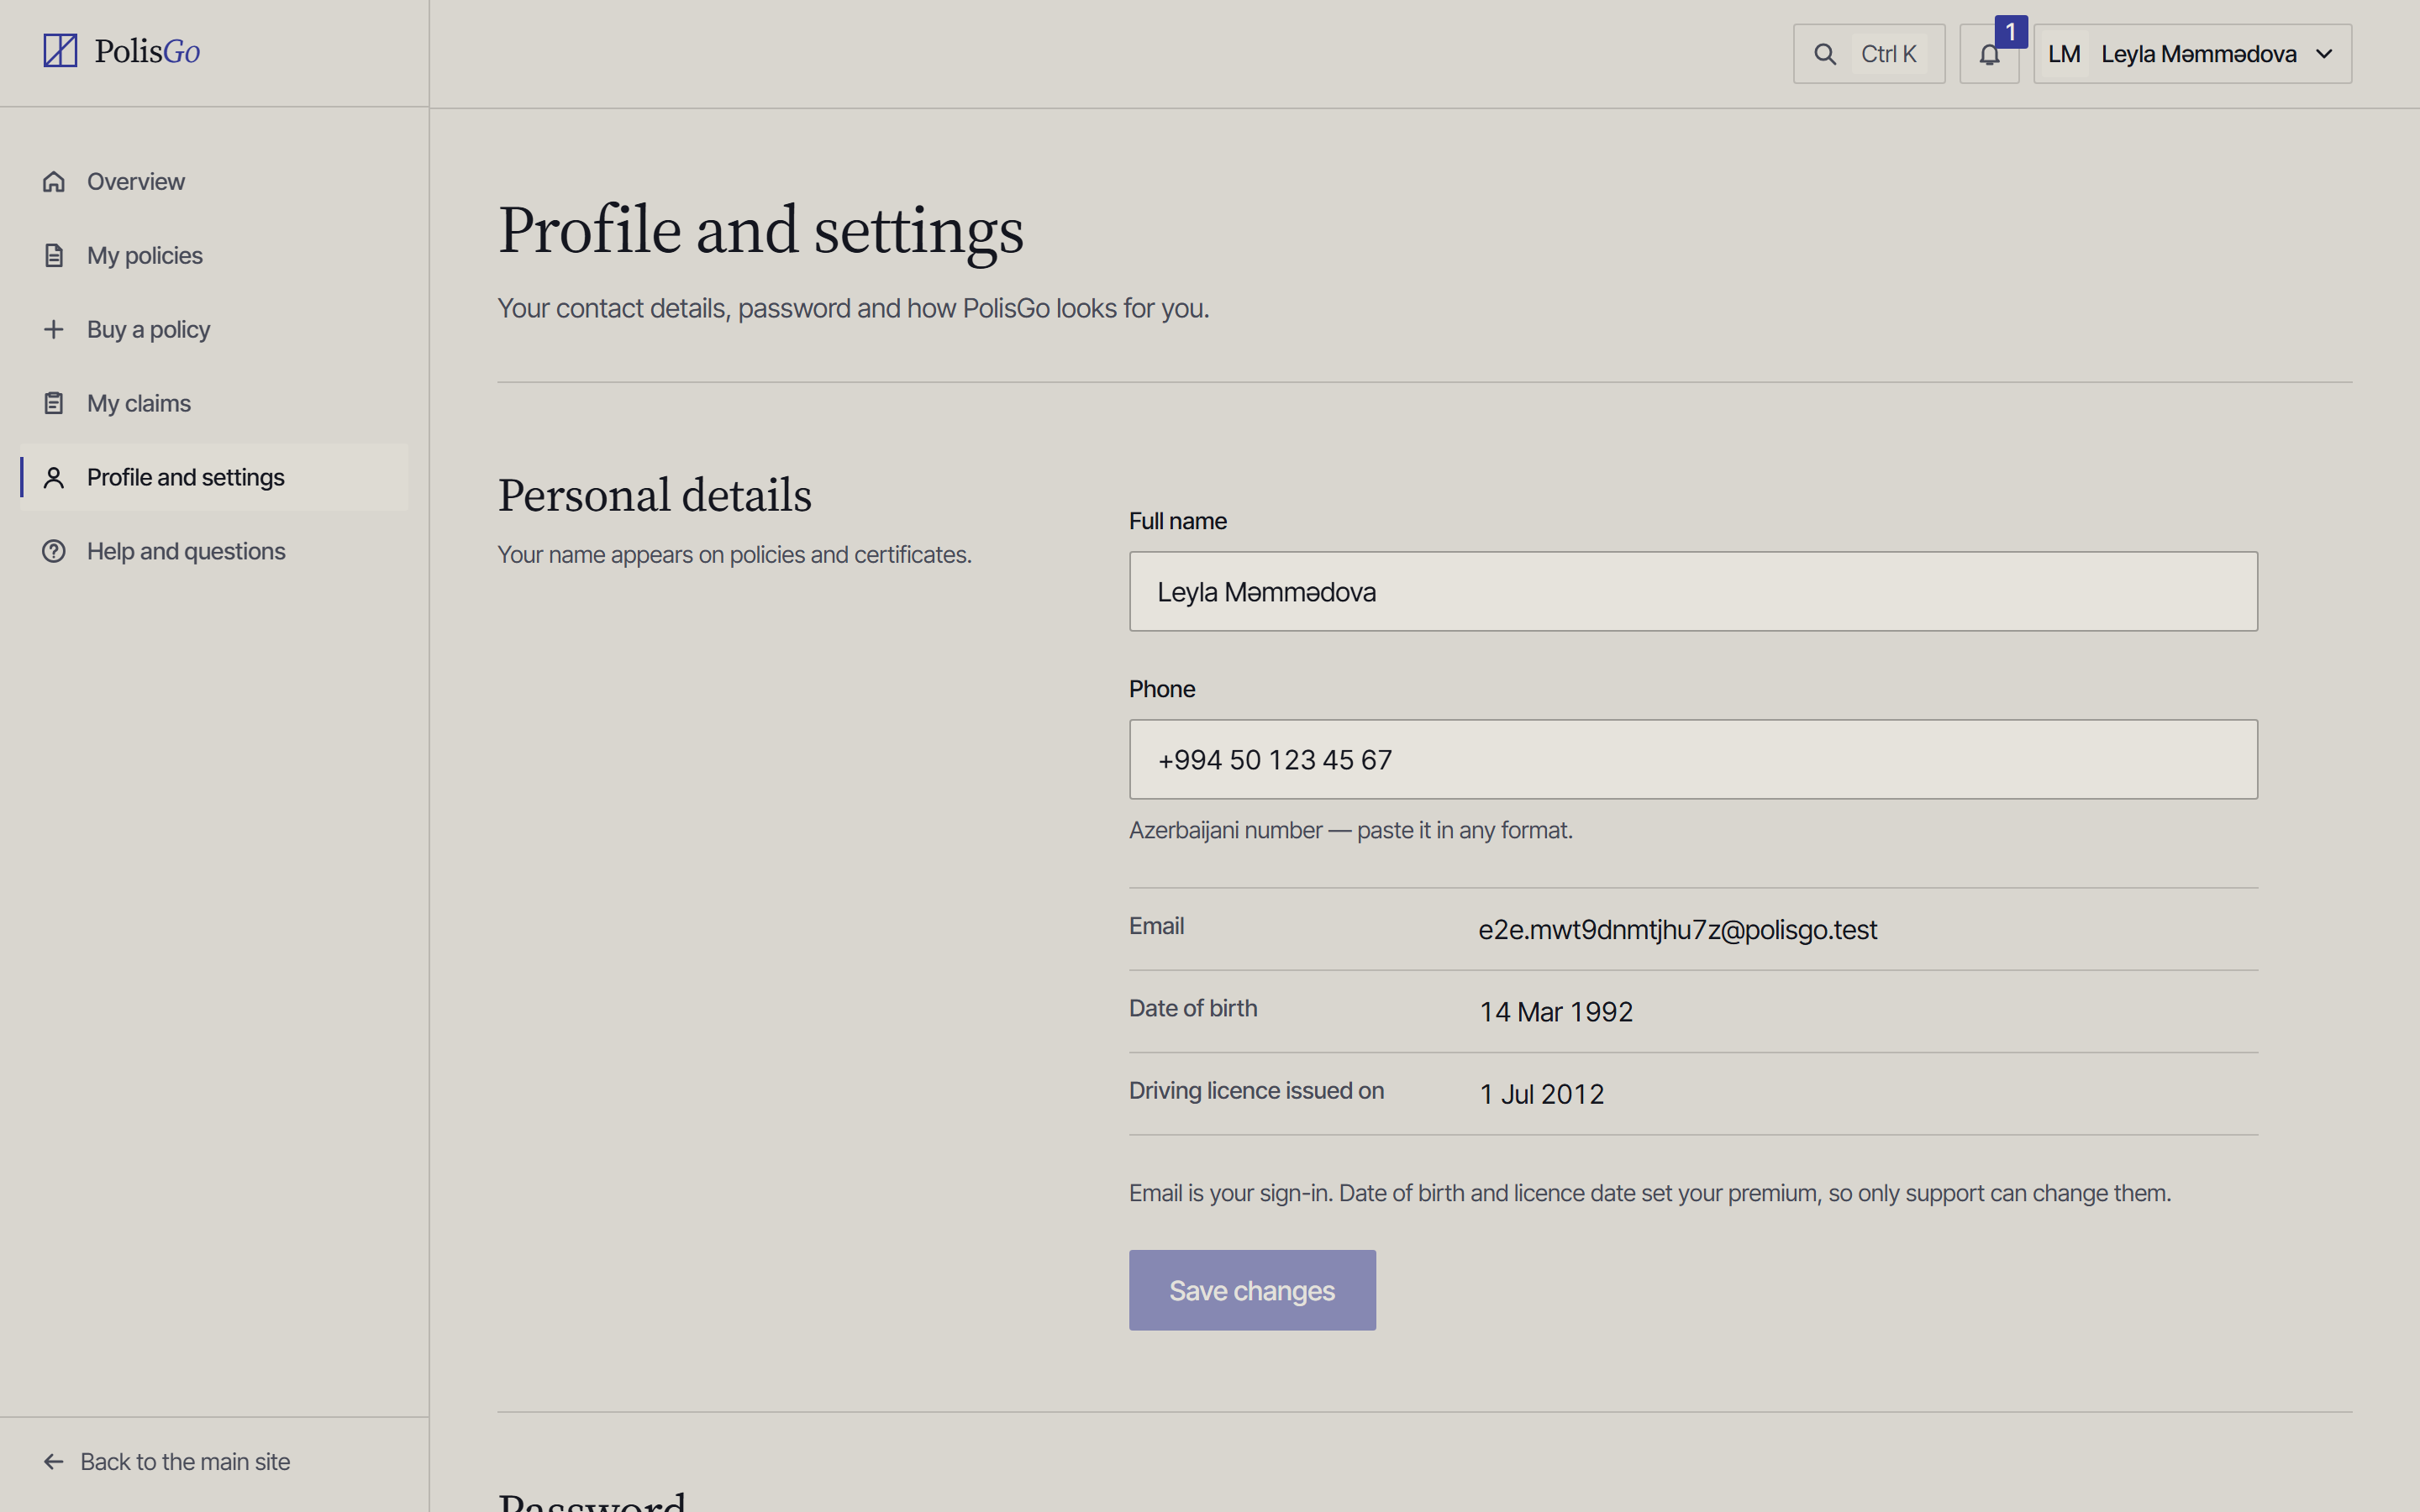 PolisGo
Ctrl K
1
LM Leyla Məmmədova
Overview
My policies
Buy a policy
My claims
Profile and settings
Help and questions
Back to the main site
Profile and settings
Your contact details, password and how PolisGo looks for you.
Personal details
Your name appears on policies and certificates.
Full name
Leyla Məmmədova
Phone
+994 50 123 45 67
Azerbaijani number — paste it in any format.
Email e2e.mwt9dnmtjhu7z@polisgo.test
Date of birth 14 Mar 1992
Driving licence issued on 1 Jul 2012
Email is your sign-in. Date of birth and licence date set your premium, so only support can change them.
Save changes
Password